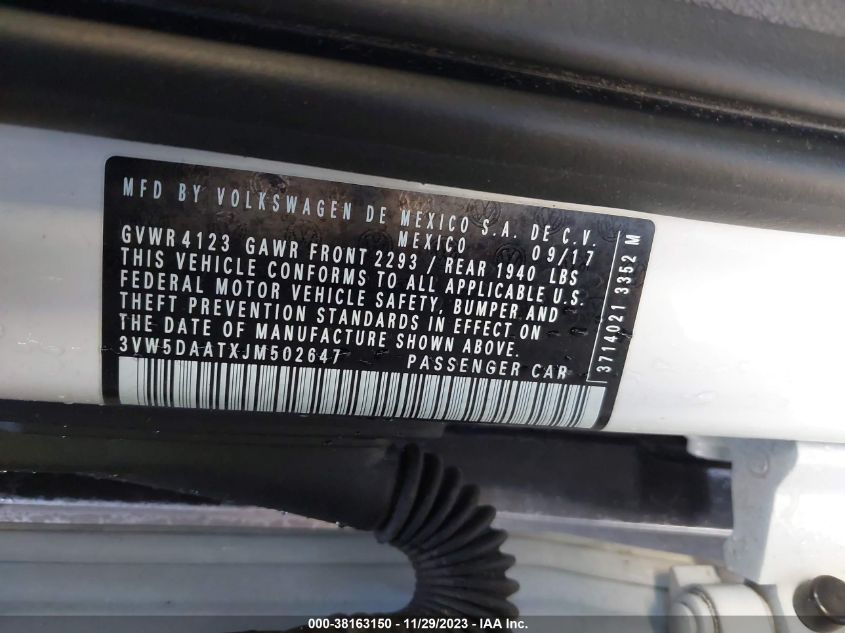 MFD BY VOLKSWAGEN DE MEXICO S.A. DE C.V.
MEXICO
09/17
GVWR 4123 GAWR FRONT 2293 / REAR 1940 LBS
THIS VEHICLE CONFORMS TO ALL APPLICABLE U.S.
FEDERAL MOTOR VEHICLE SAFETY, BUMPER AND
THEFT PREVENTION STANDARDS IN EFFECT ON
THE DATE OF MANUFACTURE SHOWN ABOVE.
3VW5DAATXJM502647 PASSENGER CAR
3714021 3352 M
000-38163150 - 11/29/2023 - IAA Inc.